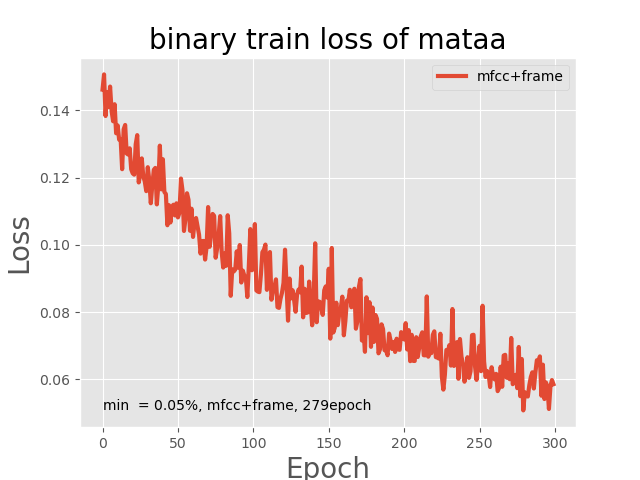 binary train loss of mataa
mfcc+frame
0.14
0.12
0.10
0.08
0.06
Loss
min  = 0.05%, mfcc+frame, 279epoch
0 50 100 150 200 250 300
Epoch